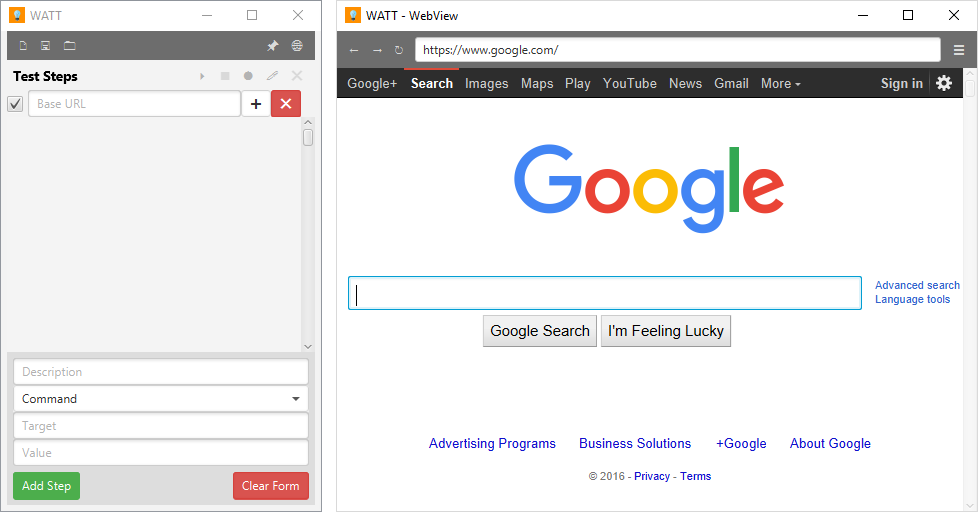 WATT
Test Steps
Base URL
Description
Command
Target
Value
Add Step Clear Form
WATT - WebView
https://www.google.com/
Google+ Search Images Maps Play YouTube News Gmail More Sign in
Google
Advanced search
Language tools
Google Search I'm Feeling Lucky
Advertising Programs Business Solutions +Google About Google
© 2016 - Privacy - Terms